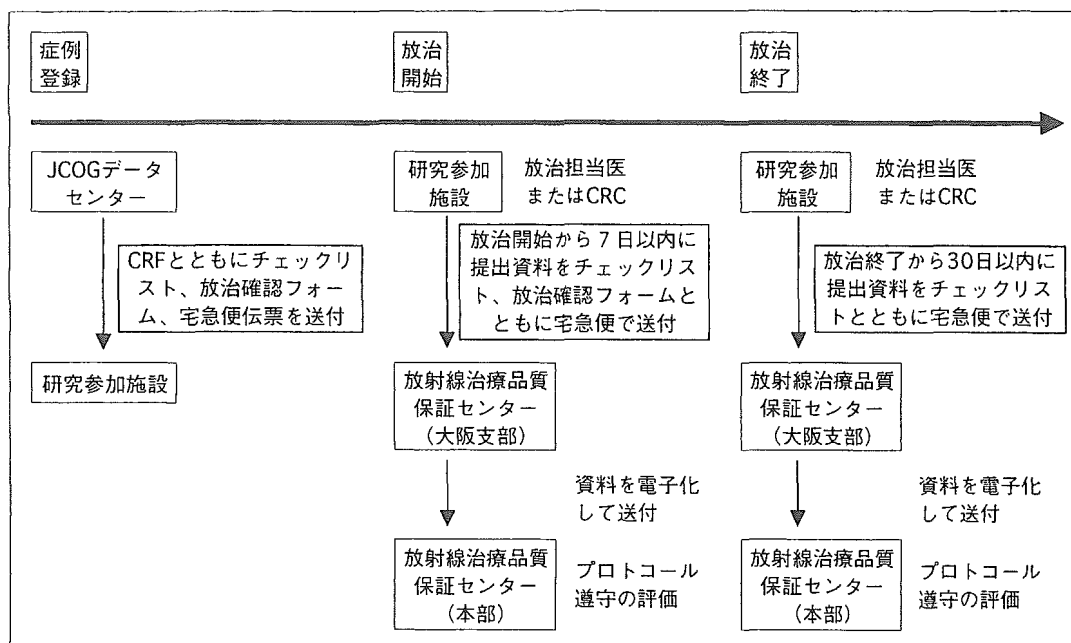 症例
登録
放治
開始
放治
終了
JCOGデータ
センター
CRFとともにチェックリ
スト、放治確認フォー
ム、宅急便伝票を送付
研究参加施設
研究参加
施設
放治担当医
またはCRC
放治開始から7日以内に
提出資料をチェックリス
ト、放治確認フォームと
ともに宅急便で送付
放射線治療品質
保証センター
（大阪支部）
資料を電子化
して送付
放射線治療品質
保証センター
（本部）
プロトコール
遵守の評価
研究参加
施設
放治担当医
またはCRC
放治終了から30日以内に
提出資料をチェックリス
トとともに宅急便で送付
放射線治療品質
保証センター
（大阪支部）
資料を電子化
して送付
放射線治療品質
保証センター
（本部）
プロトコール
遵守の評価